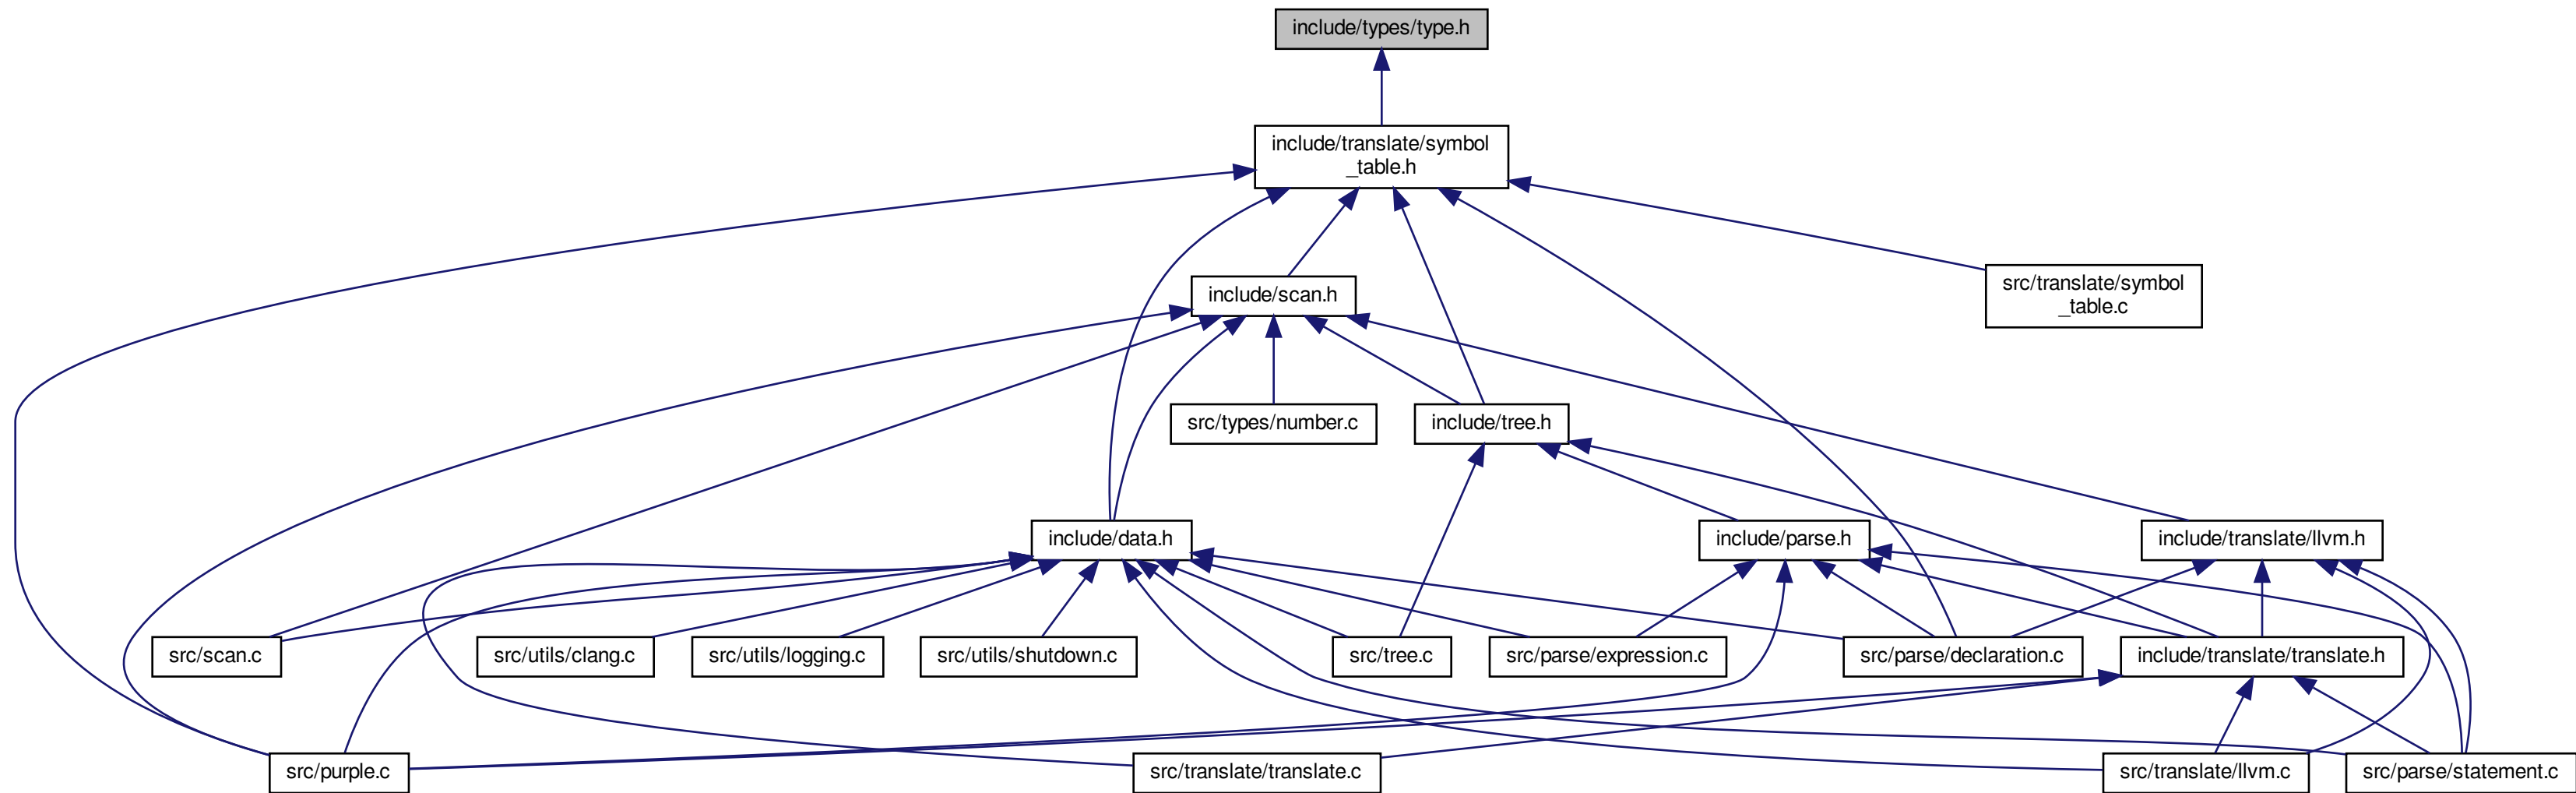 include/types/type.h
include/translate/symbol
_table.h
include/scan.h
src/translate/symbol
_table.c
src/types/number.c
include/tree.h
include/data.h
include/parse.h
include/translate/llvm.h
src/scan.c
src/utils/clang.c
src/utils/logging.c
src/utils/shutdown.c
src/tree.c
src/parse/expression.c
src/parse/declaration.c
include/translate/translate.h
src/purple.c
src/translate/translate.c
src/translate/llvm.c
src/parse/statement.c